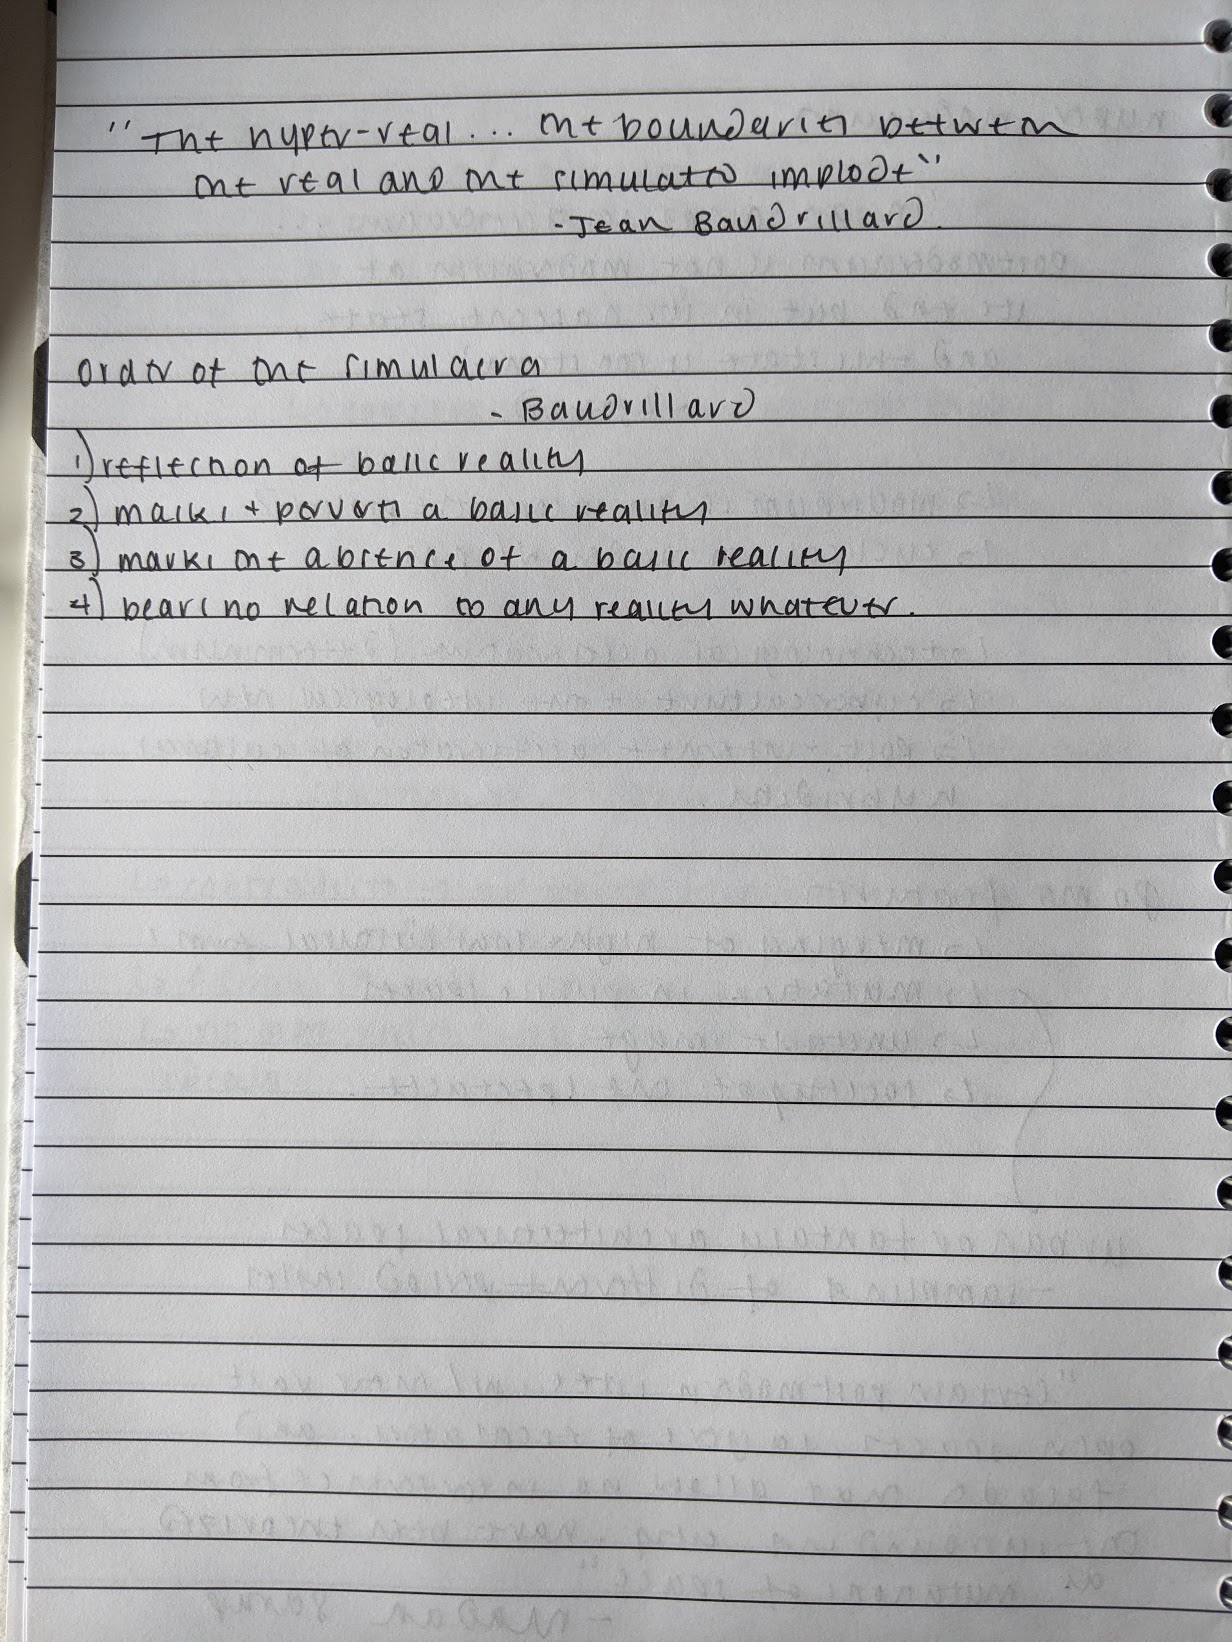 "The hyper-real... the boundaries between
the real and the simulated implode"
- Jean Baudrillard.
order of the simulacra
- Baudrillard
1) reflection of basic reality
2) masks + perverts a basic reality
3) marks the absence of a basic reality
4) bears no relation to any reality whatever.